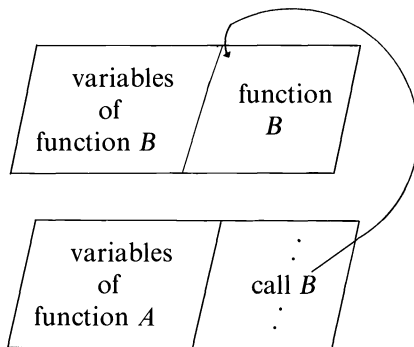 variables
of
function B
function
B
variables
of
function A
call B